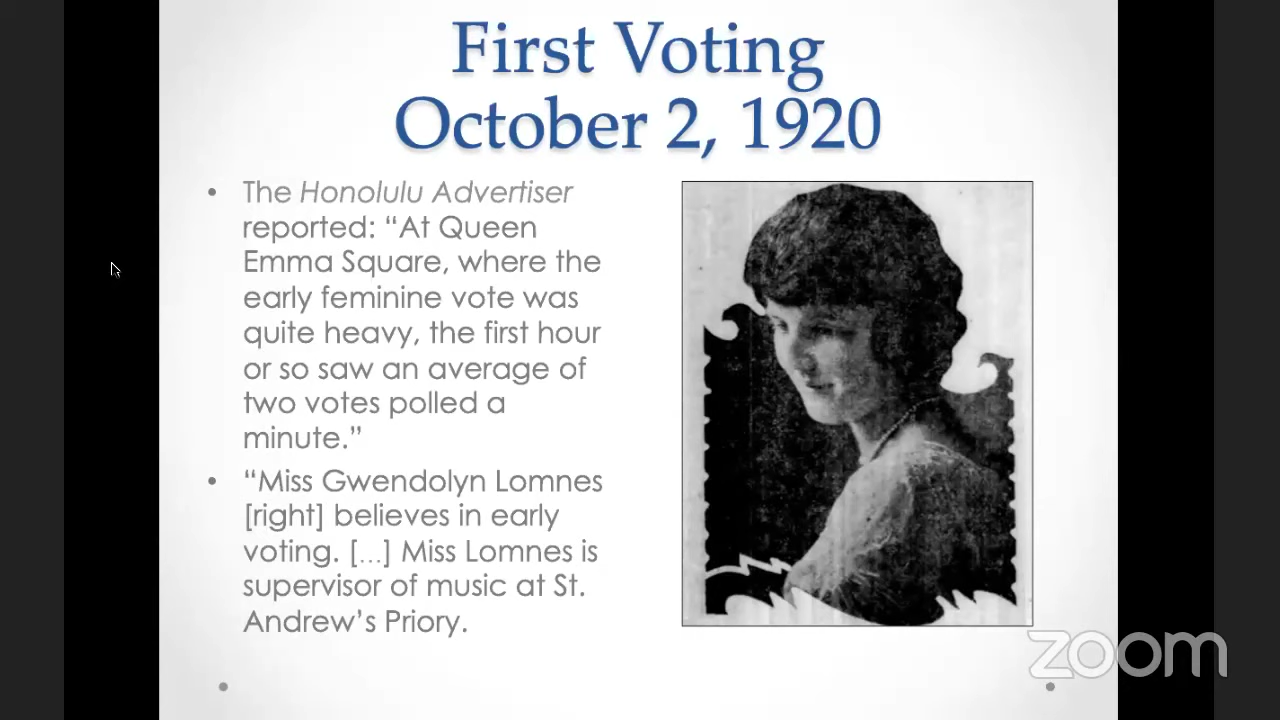 First Voting
October 2, 1920
• The Honolulu Advertiser
reported: “At Queen
Emma Square, where the
early feminine vote was
quite heavy, the first hour
or so saw an average of
two votes polled a
minute.”
• “Miss Gwendolyn Lomnes
[right] believes in early
voting. […] Miss Lomnes is
supervisor of music at St.
Andrew’s Priory.
zoom